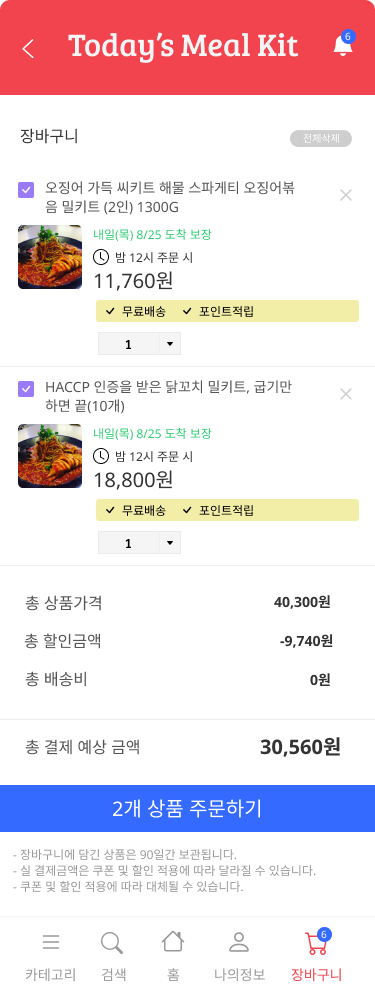 Today's Meal Kit
6
장바구니
전체삭제
오징어 가득 씨키트 해물 스파게티 오징어볶
음 밀키트 (2인) 1300G
내일(목) 8/25 도착 보장
밤 12시 주문 시
11,760원
무료배송 포인트적립
1
HACCP 인증을 받은 닭꼬치 밀키트, 굽기만
하면 끝(10개)
내일(목) 8/25 도착 보장
밤 12시 주문 시
18,800원
무료배송 포인트적립
1
총 상품가격 40,300원
총 할인금액 -9,740원
총 배송비 0원
총 결제 예상 금액 30,560원
2개 상품 주문하기
- 장바구니에 담긴 상품은 90일간 보관됩니다.
- 실 결제금액은 쿠폰 및 할인 적용에 따라 달라질 수 있습니다.
- 쿠폰 및 할인 적용에 따라 대체될 수 있습니다.
6
카테고리 검색 홈 나의정보 장바구니